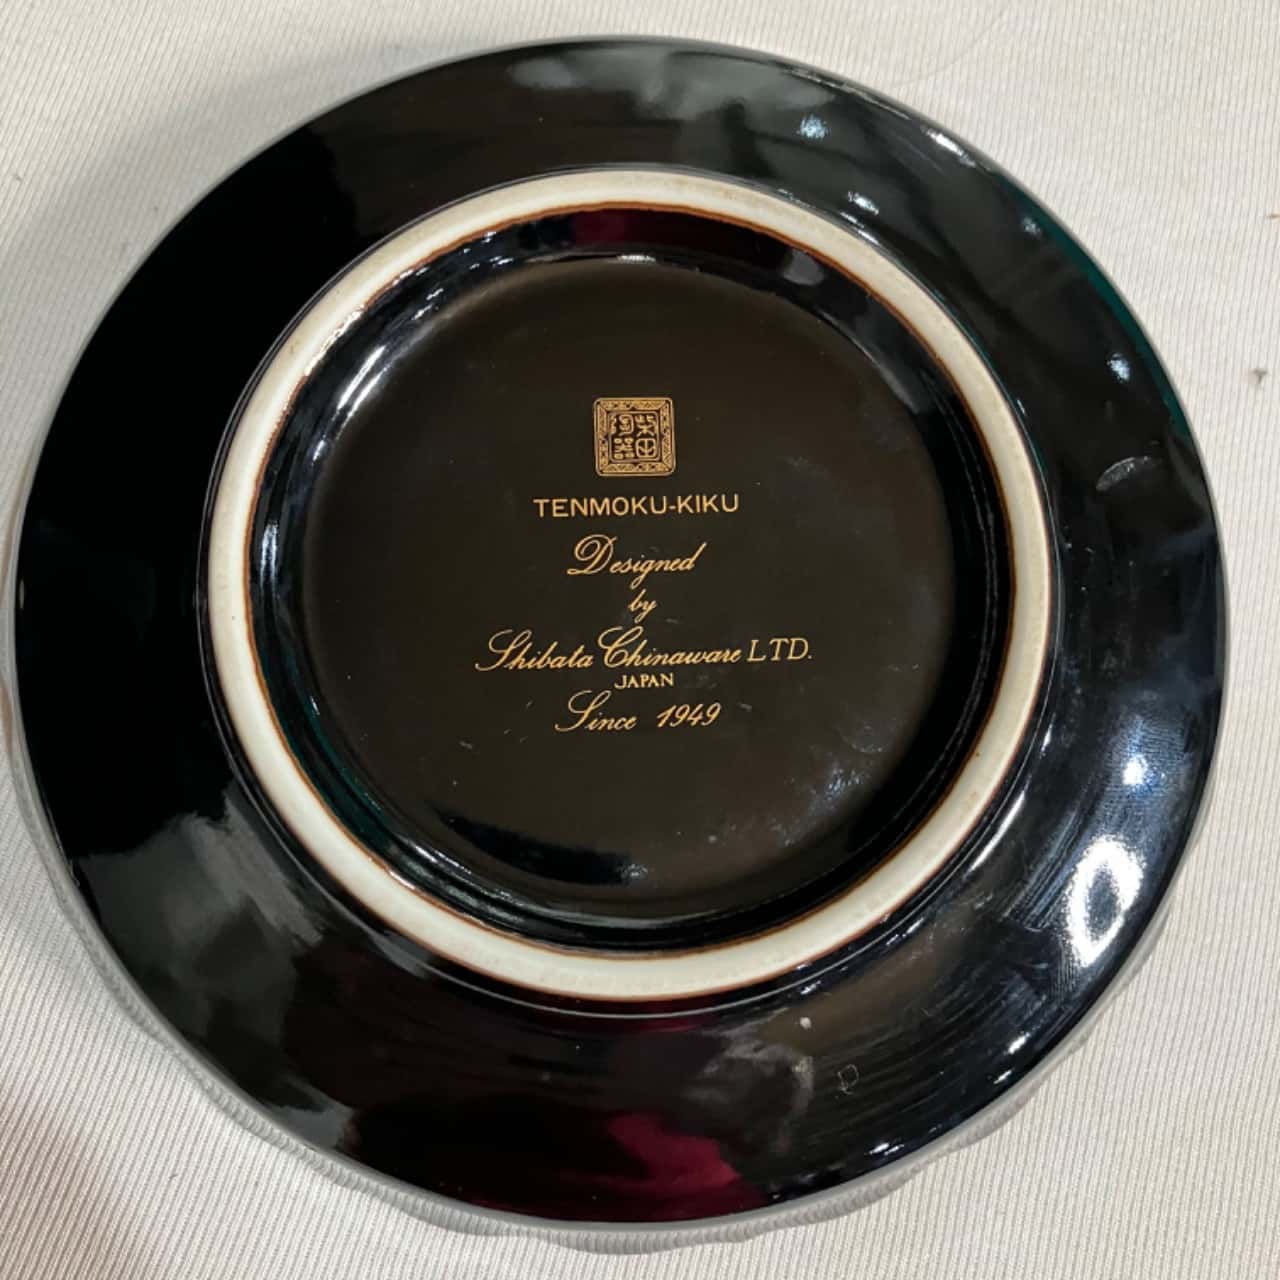 TENMOKU-KIKU
Designed
by
Shibata Chinaware LTD.
JAPAN
Since 1949